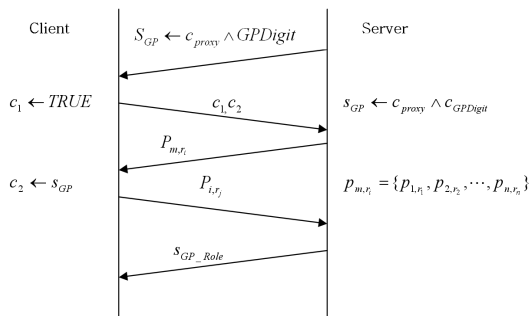 Client
S_GP ← c_proxy ∧ GPDigit
Server
c_1 ← TRUE
c_1, c_2
s_GP ← c_proxy ∧ c_GPDigit
P_m,r_i
c_2 ← s_GP
P_i,r_j
p_m,r_i = {p_1,r_1, p_2,r_2, ⋯, p_n,r_n}
s_GP_Role